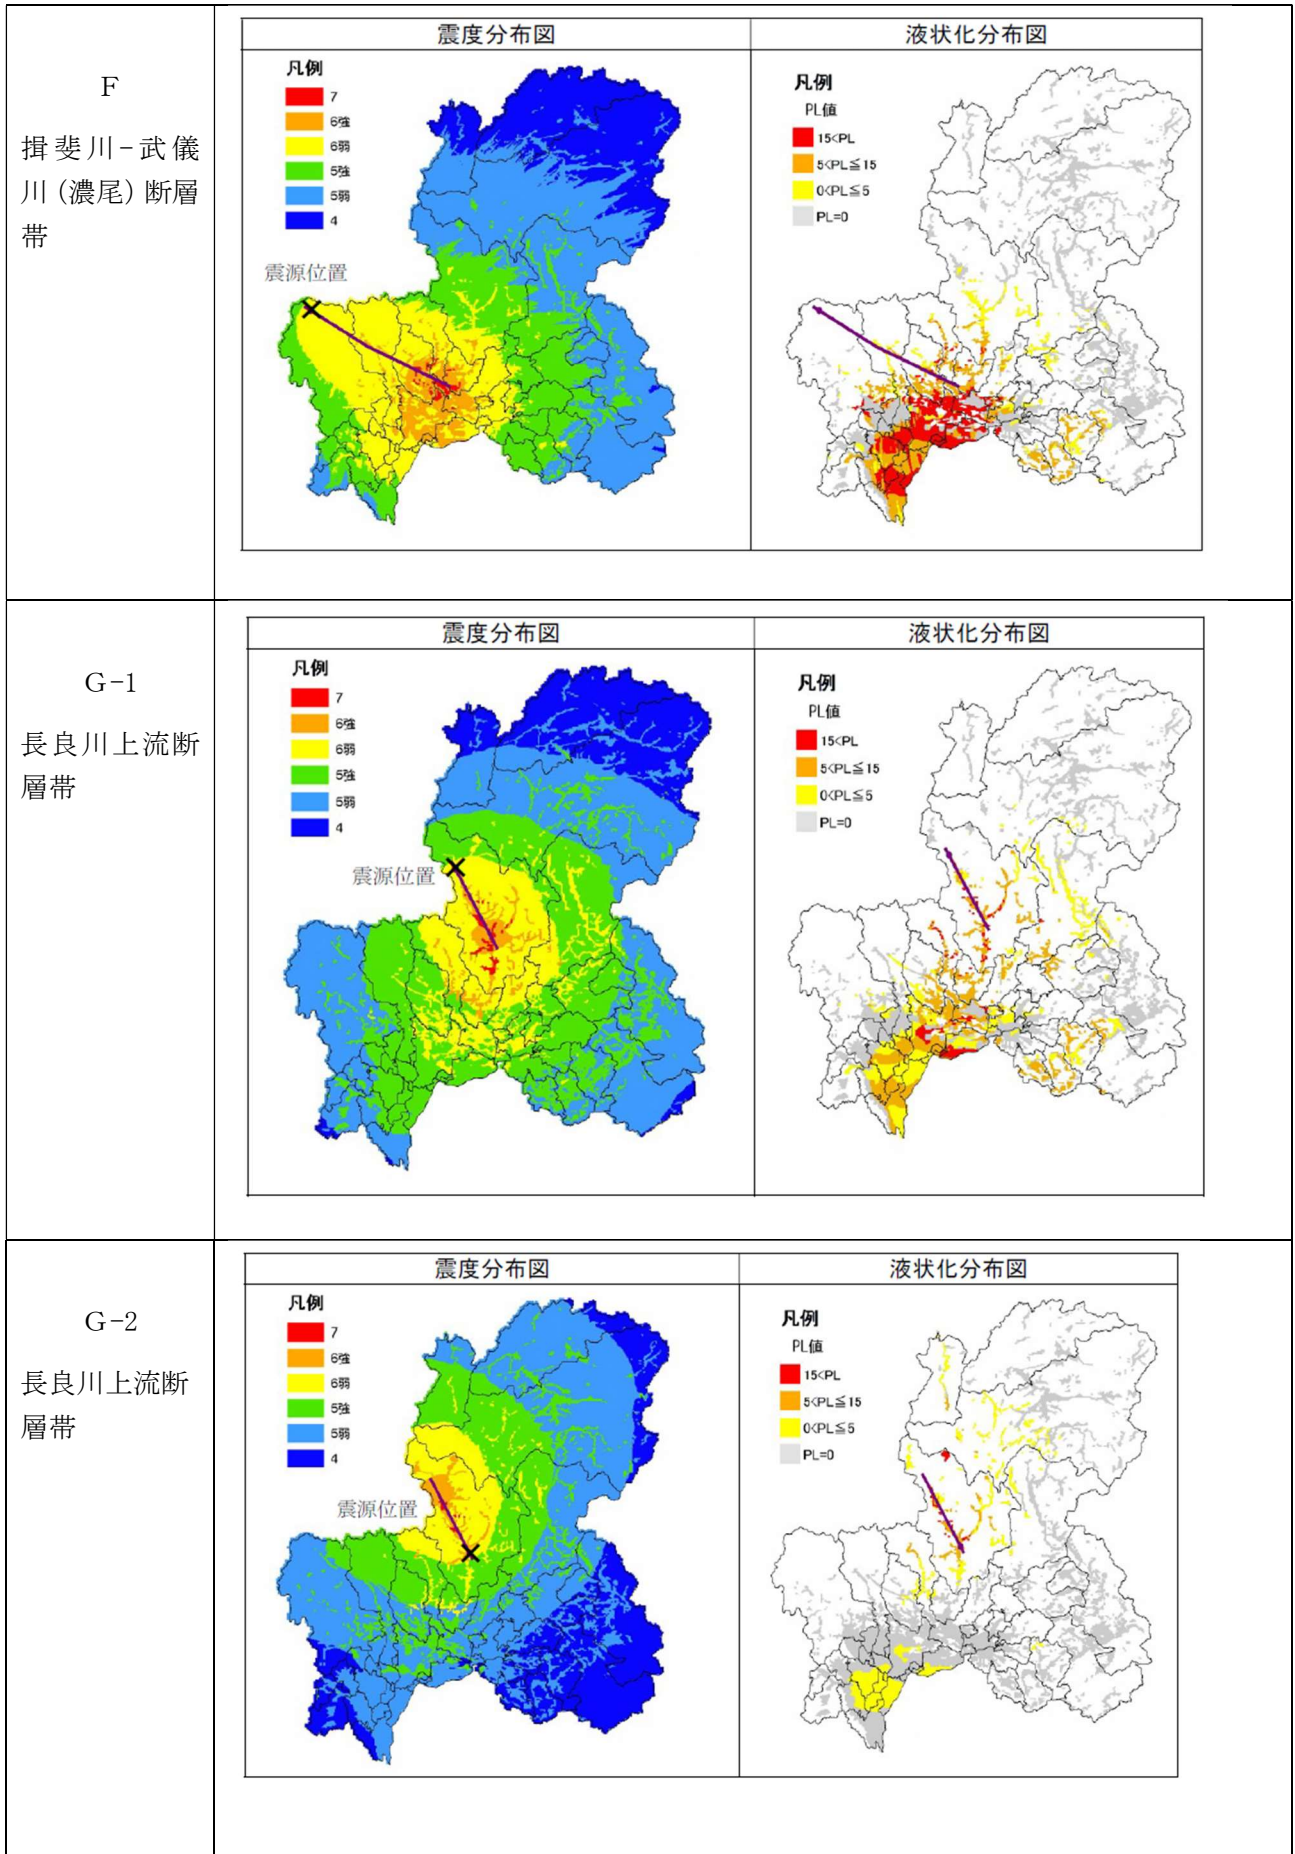 F
揖斐川-武儀
川（濃尾）断層
帯
震度分布図
凡例
7
6強
6弱
5強
5弱
4
震源位置
液状化分布図
凡例
PL値
15<PL
5<PL≦15
0<PL≦5
PL=0
G-1
長良川上流断
層帯
震度分布図
凡例
7
6強
6弱
5強
5弱
4
震源位置
液状化分布図
凡例
PL値
15<PL
5<PL≦15
0<PL≦5
PL=0
G-2
長良川上流断
層帯
震度分布図
凡例
7
6強
6弱
5強
5弱
4
震源位置
液状化分布図
凡例
PL値
15<PL
5<PL≦15
0<PL≦5
PL=0